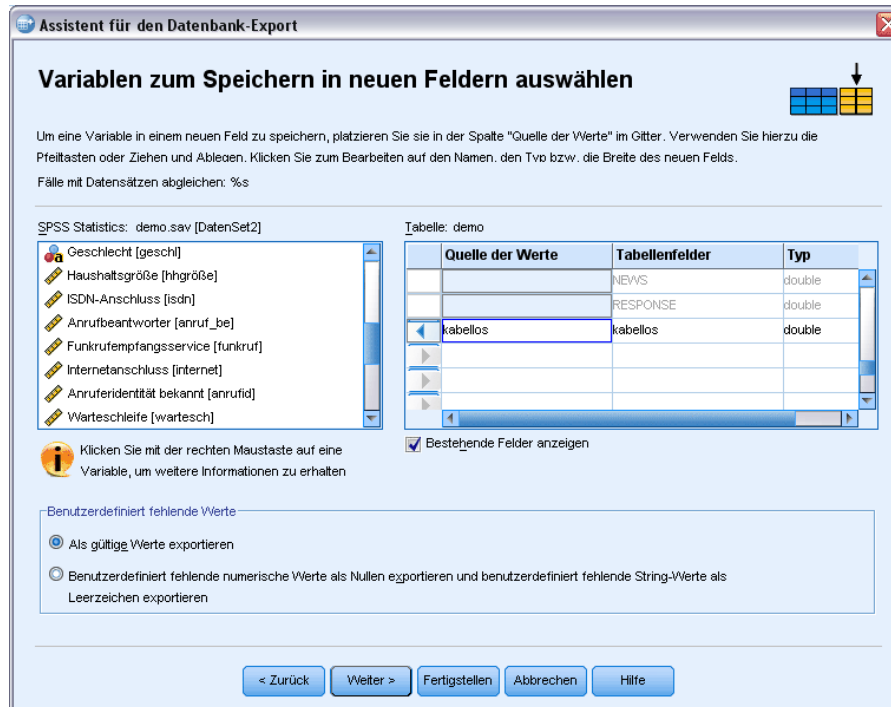 Assistent für den Datenbank-Export
Variablen zum Speichern in neuen Feldern auswählen
Um eine Variable in einem neuen Feld zu speichern, platzieren Sie sie in der Spalte "Quelle der Werte" im Gitter. Verwenden Sie hierzu die
Pfeiltasten oder Ziehen und Ablegen. Klicken Sie zum Bearbeiten auf den Namen, den Typ bzw. die Breite des neuen Felds.
Fälle mit Datensätzen abgleichen: %s
SPSS Statistics: demo.sav [DatenSet2]
Geschlecht [geschl]
Haushaltsgröße [hhgröße]
ISDN-Anschluss [isdn]
Anrufbeantworter [anruf_be]
Funkrufempfangsservice [funkruf]
Internetanschluss [internet]
Anruferidentität bekannt [anrufid]
Warteschleife [wartesch]
Klicken Sie mit der rechten Maustaste auf eine
Variable, um weitere Informationen zu erhalten
Tabelle: demo
Quelle der Werte Tabellenfelder Typ
NEWS double
RESPONSE double
kabellos kabellos double
Bestehende Felder anzeigen
Benutzerdefiniert fehlende Werte
Als gültige Werte exportieren
Benutzerdefiniert fehlende numerische Werte als Nullen exportieren und benutzerdefiniert fehlende String-Werte als
Leerzeichen exportieren
< Zurück Weiter > Fertigstellen Abbrechen Hilfe